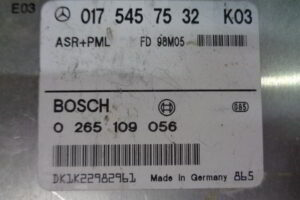 E03
017 545 75 32 K03
ASR+PML FD 98M05
BOSCH
0 265 109 056
DK1K22982961 Made in Germany 865